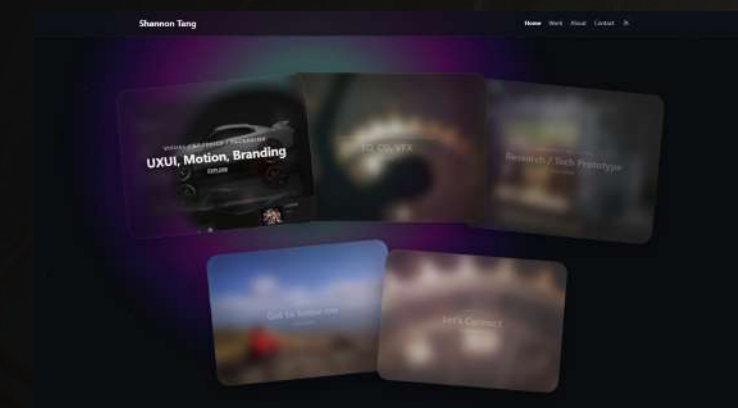 Shannon Tang
Home Work About Contact
UXUI, Motion, Branding
EXPLORE
3D, CG, VFX
Research / Tech Prototype
Get to know me
Let's Connect